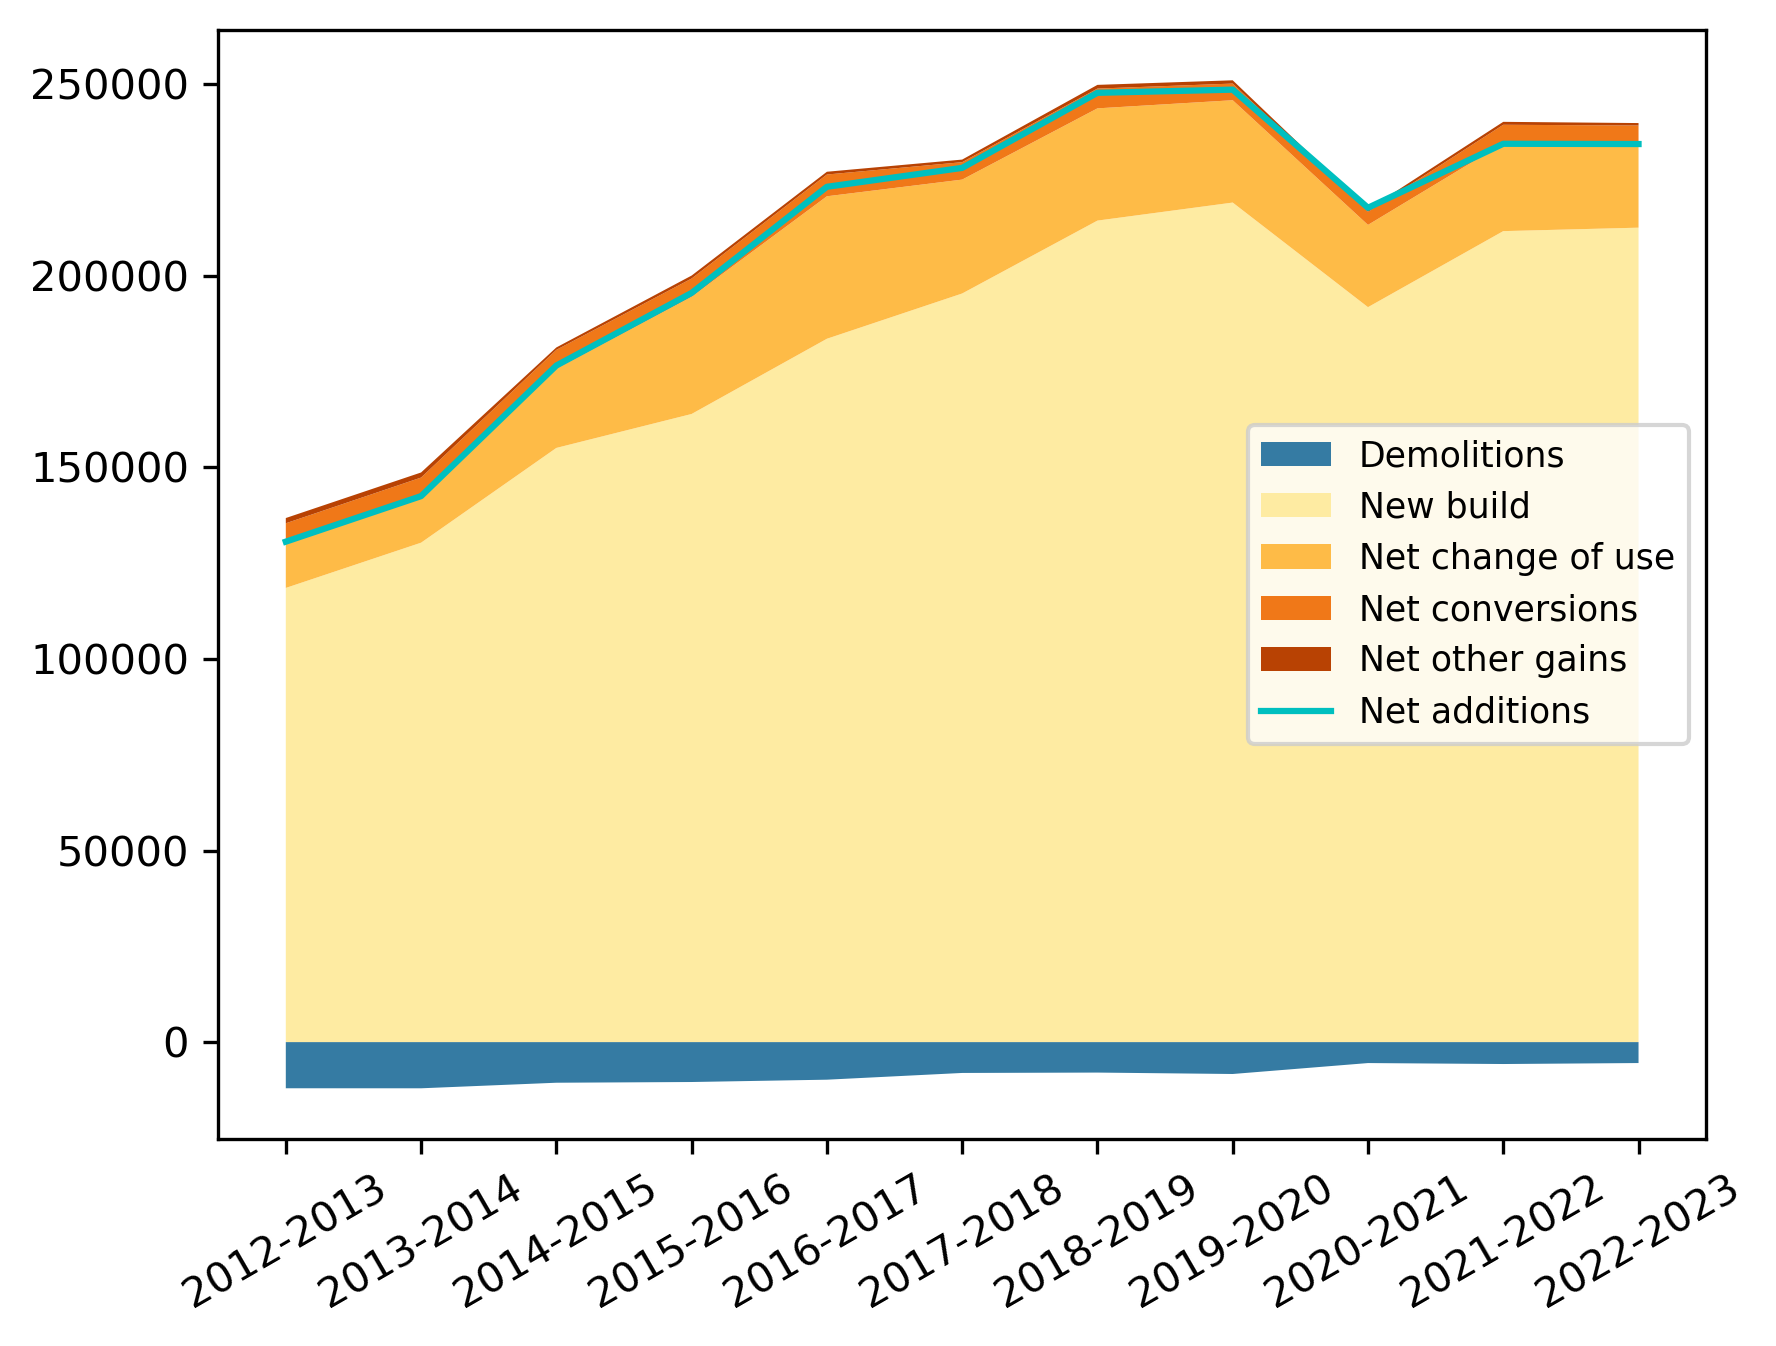 250000
200000
150000
100000
50000
0
Demolitions
New build
Net change of use
Net conversions
Net other gains
Net additions
2012-2013
2013-2014
2014-2015
2015-2016
2016-2017
2017-2018
2018-2019
2019-2020
2020-2021
2021-2022
2022-2023